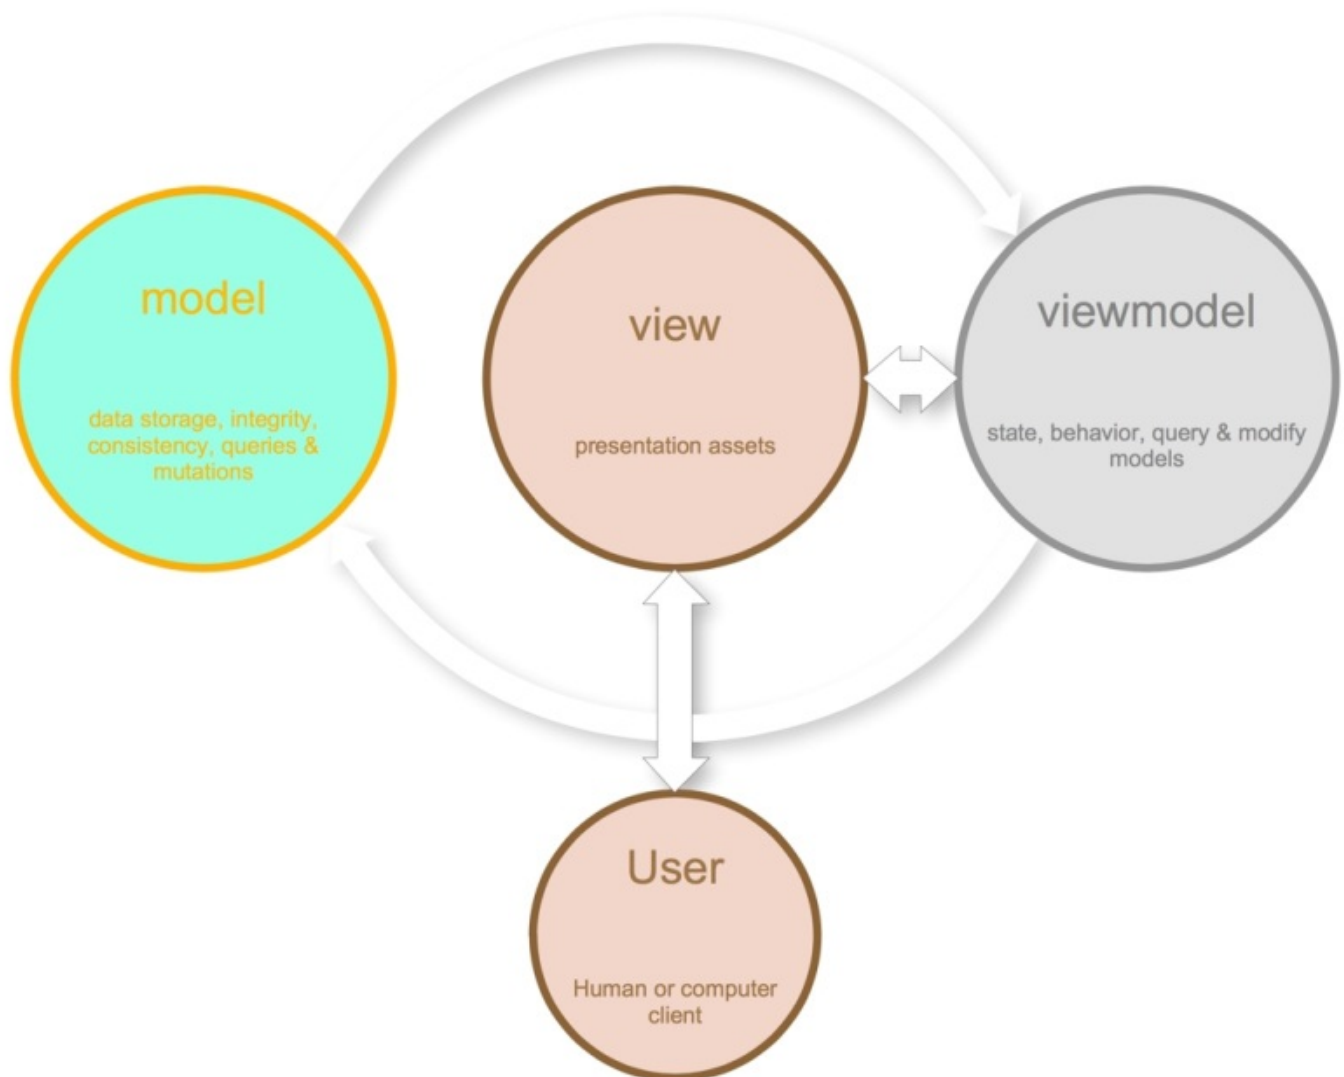 model
data storage, integrity,
consistency, queries &
mutations
view
presentation assets
viewmodel
state, behavior, query & modify
models
User
Human or computer
client